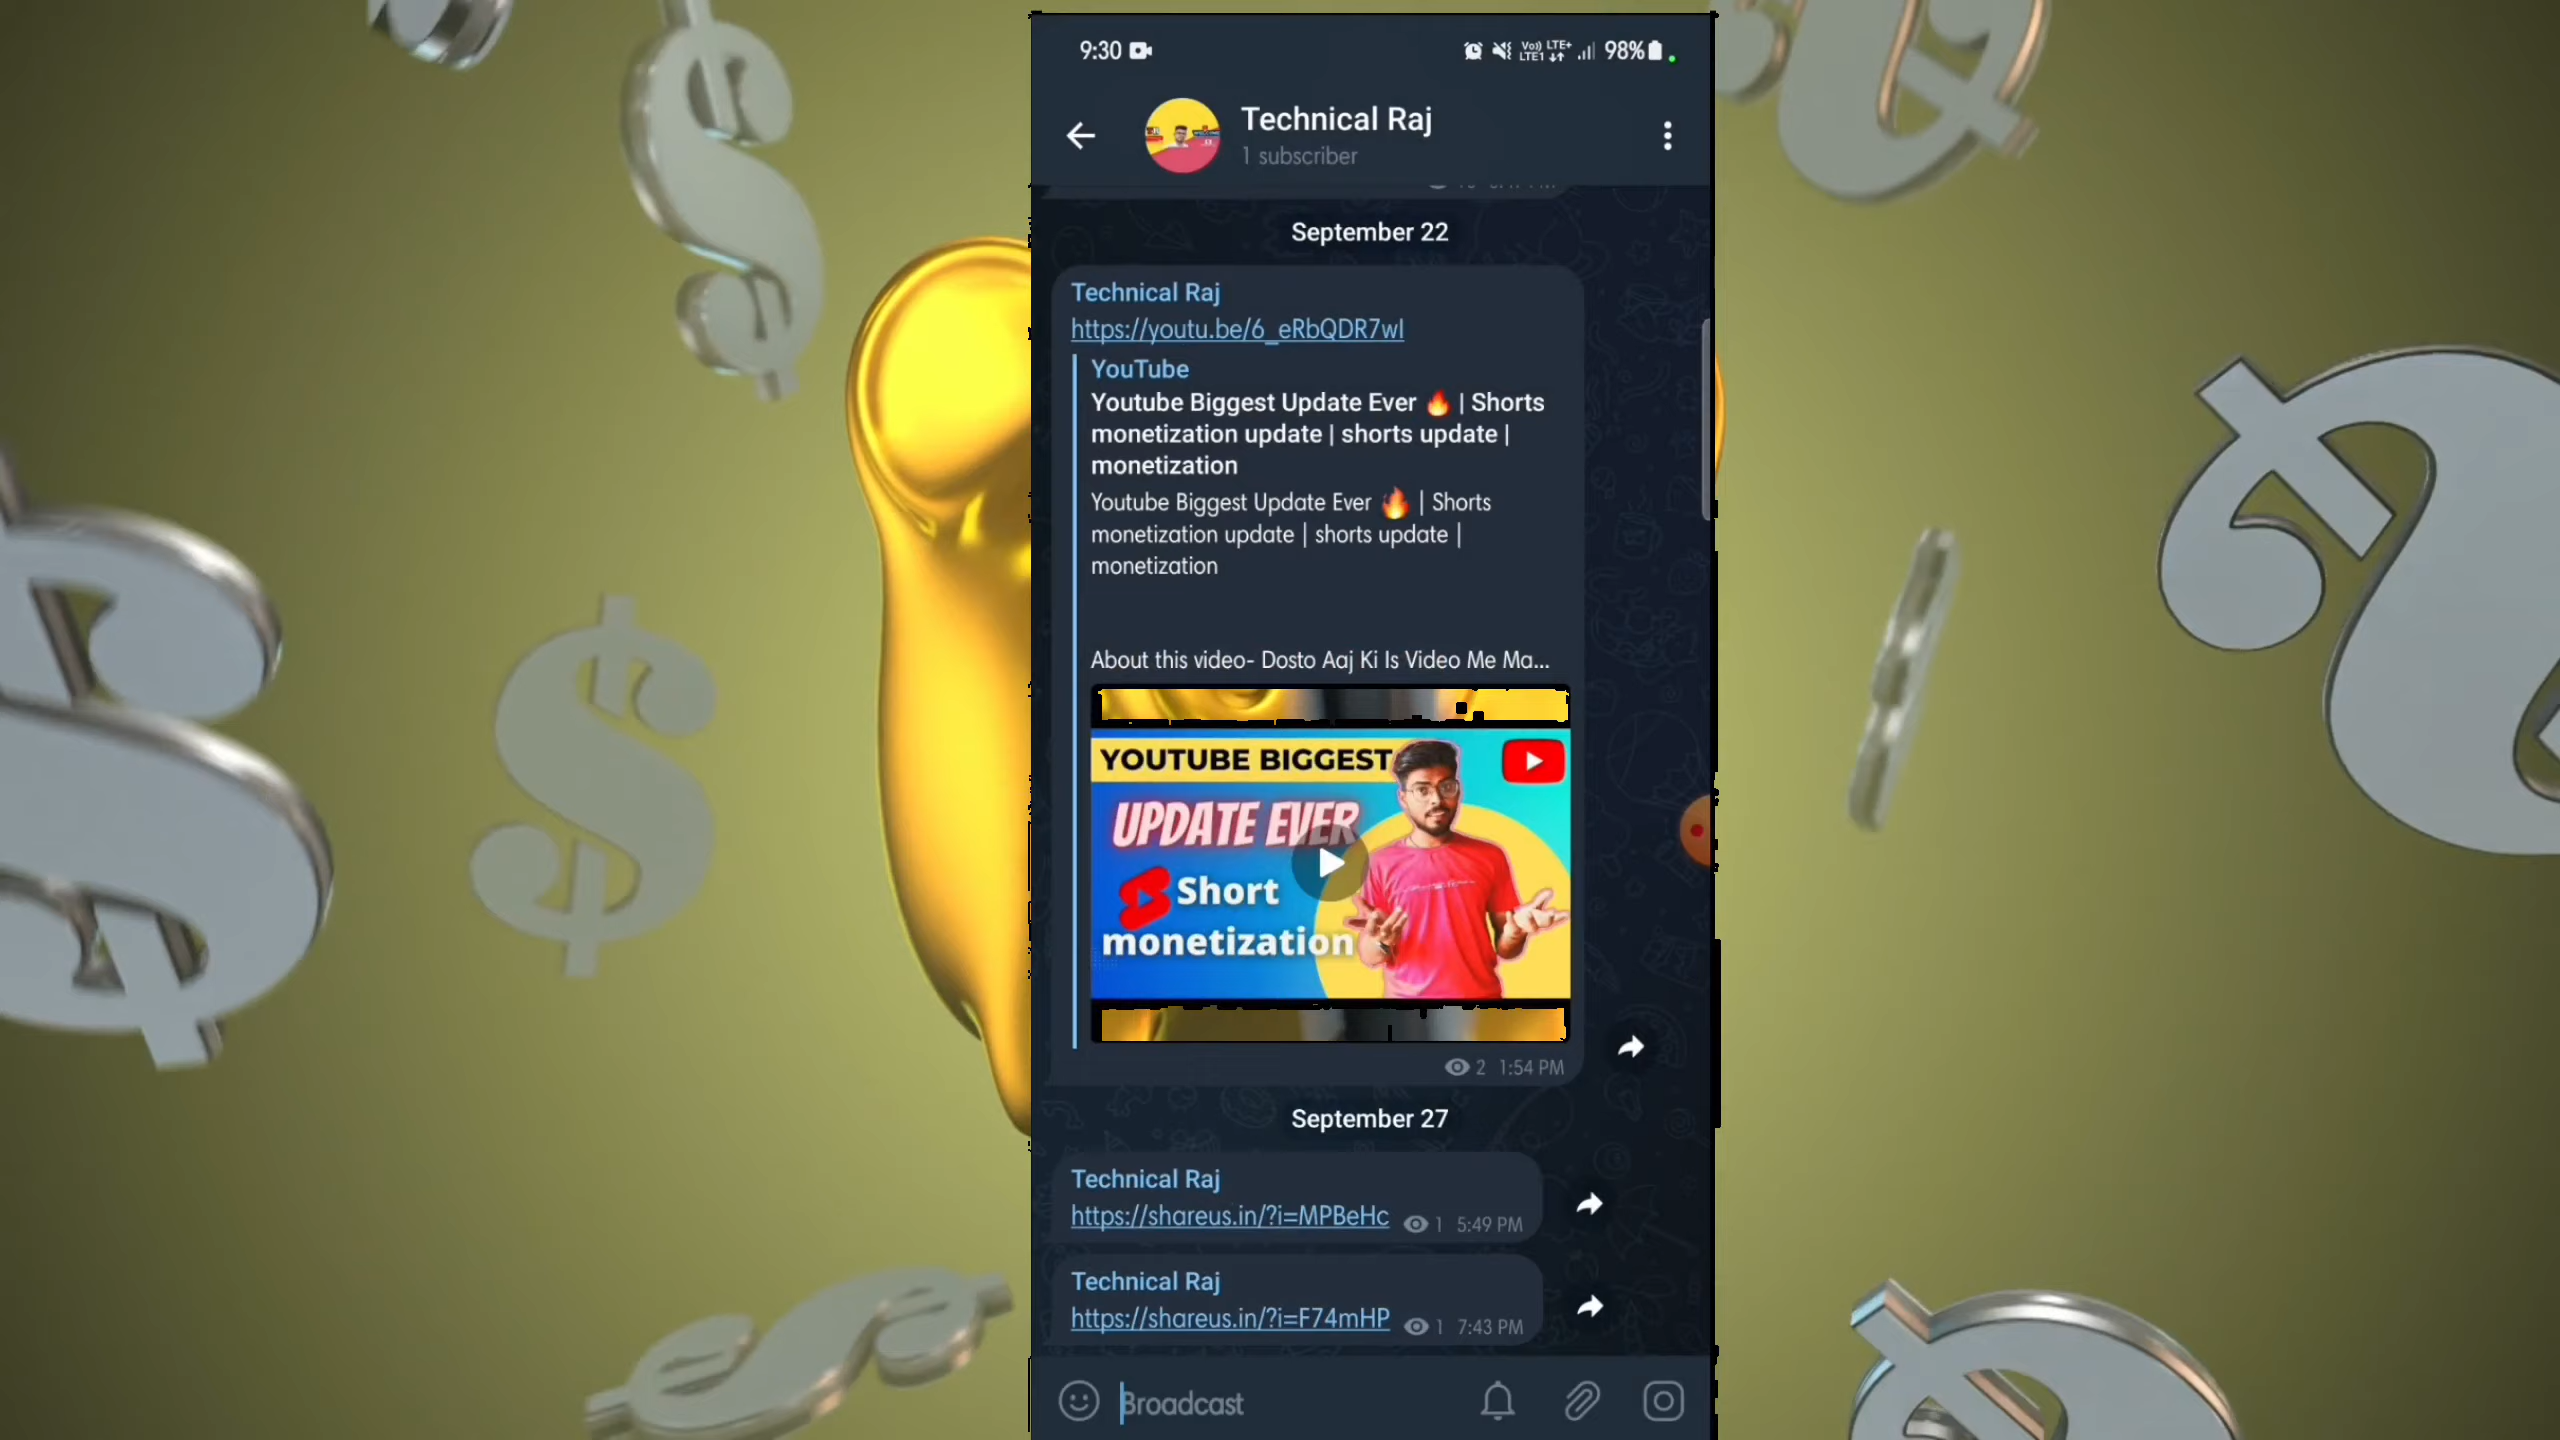 9:30
Vo)) LTE+
LTE1
98%
Technical Raj
1 subscriber
September 22
Technical Raj
https://youtu.be/6_eRbQDR7wI
YouTube
Youtube Biggest Update Ever 🔥 | Shorts
monetization update | shorts update |
monetization
Youtube Biggest Update Ever 🔥 | Shorts
monetization update | shorts update |
monetization
About this video- Dosto Aaj Ki Is Video Me Ma...
YOUTUBE BIGGEST
UPDATE EVER
Short
monetization
2 1:54 PM
September 27
Technical Raj
https://shareus.in/?i=MPBeHc 1 5:49 PM
Technical Raj
https://shareus.in/?i=F74mHP 1 7:43 PM
Broadcast